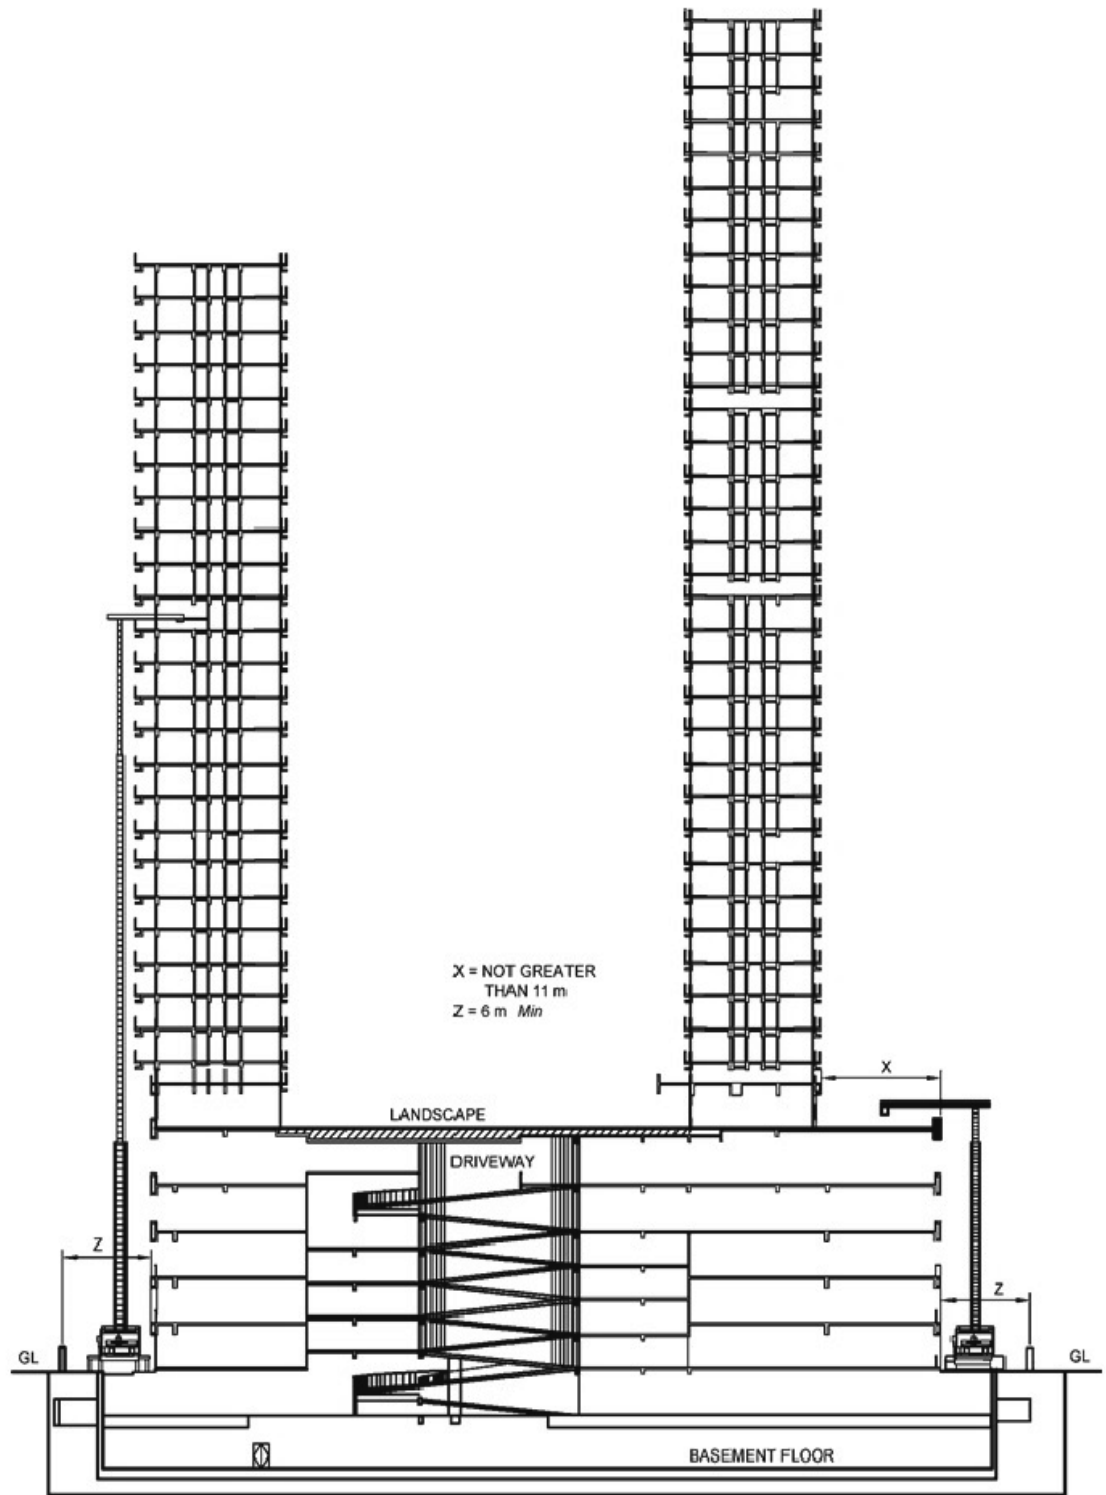 X = NOT GREATER
THAN 11 m
Z = 6 m Min
X
LANDSCAPE
DRIVEWAY
Z
Z
GL
GL
BASEMENT FLOOR